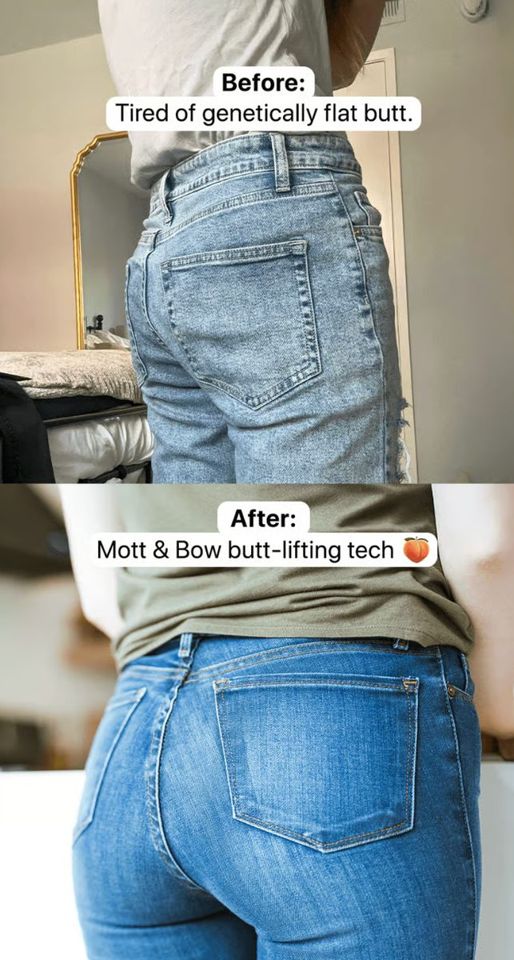 Before:
Tired of genetically flat butt.
After:
Mott & Bow butt-lifting tech 🍑